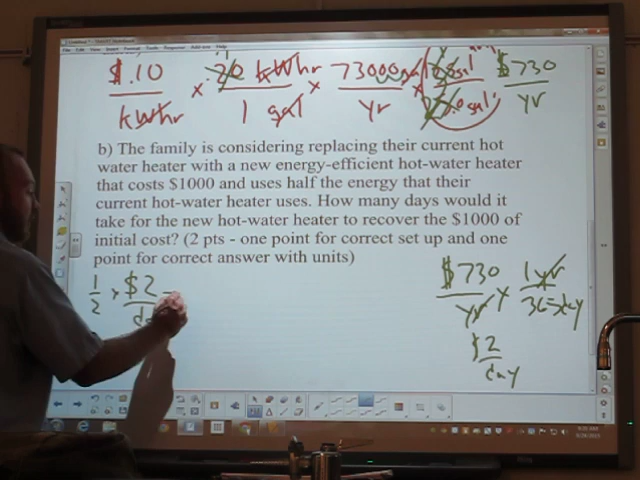 $.10 × .20 kWhr × 73000 gal × $730
kWhr 1 gal yr yr
b) The family is considering replacing their current hot
water heater with a new energy-efficient hot-water heater
that costs $1000 and uses half the energy that their
current hot-water heater uses. How many days would it
take for the new hot-water heater to recover the $1000 of
initial cost? (2 pts - one point for correct set up and one
point for correct answer with units)
$730 × 1 yr
yr 365 day
1 × $2
2
$2
day